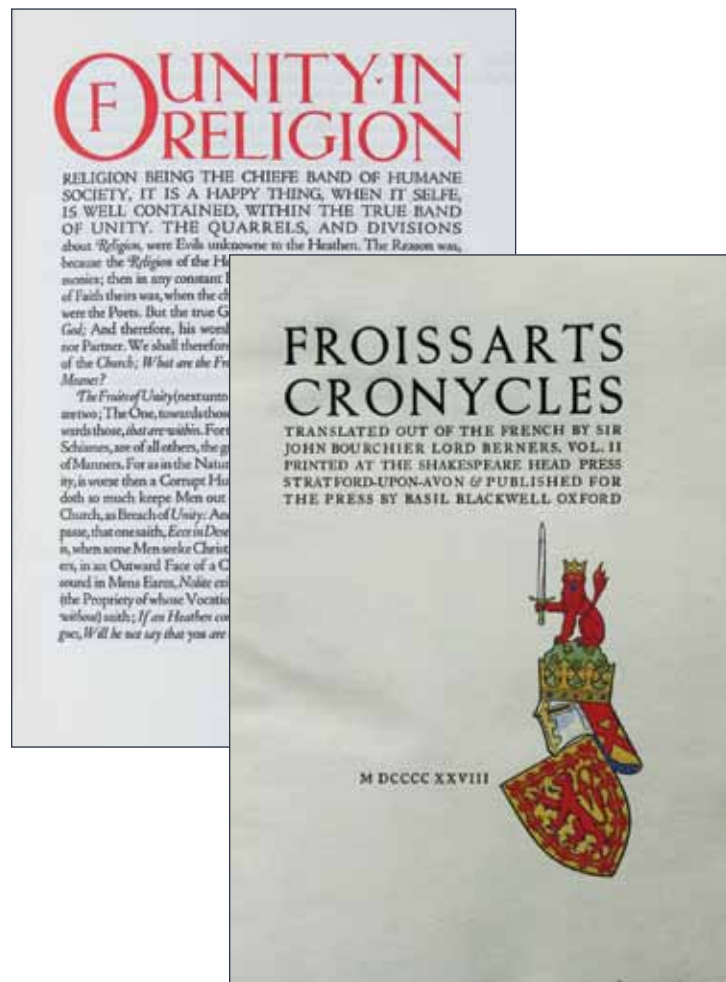 OF UNITY·IN
RELIGION
RELIGION BEING THE CHIEFE BAND OF HUMANE
SOCIETY, IT IS A HAPPY THING, WHEN IT SELFE,
IS WELL CONTAINED, WITHIN THE TRUE BAND
OF UNITY. THE QUARRELS, AND DIVISIONS
about Religion, were Evils unknowne to the Heathen. The Reason was,
because the Religion of the He
monies; then in any constant
of Faith theirs was, when the ch
were the Poets. But the true G
God; And therefore, his
nor Partner. We shall therefore
of the Church; What are the Fr
Meanes?
The Fruits of Unity (next unto
are two; The One, towards those
wards those, that are within. For
Schismes, are of all others, the
of Manners. For as in the Natur
ity, is worse then a Corrupt Hu
doth so much keepe Men out
Church, as Breach of Unity: And
passe, that one saith, Ecce in Dese
is, when some Men seeke Christ
ers, in an Outward Face of a C
sound in Mens Eares, Nolite
(the Propriety of whose Vocatio
without) saith; If an Heathen
gues, Will he not say that you are
FROISSARTS
CRONYCLES
TRANSLATED OUT OF THE FRENCH BY SIR
JOHN BOURCHIER LORD BERNERS. VOL. II
PRINTED AT THE SHAKESPEARE HEAD PRESS
STRATFORD-UPON-AVON & PUBLISHED FOR
THE PRESS BY BASIL BLACKWELL OXFORD
M DCCCC XXVIII